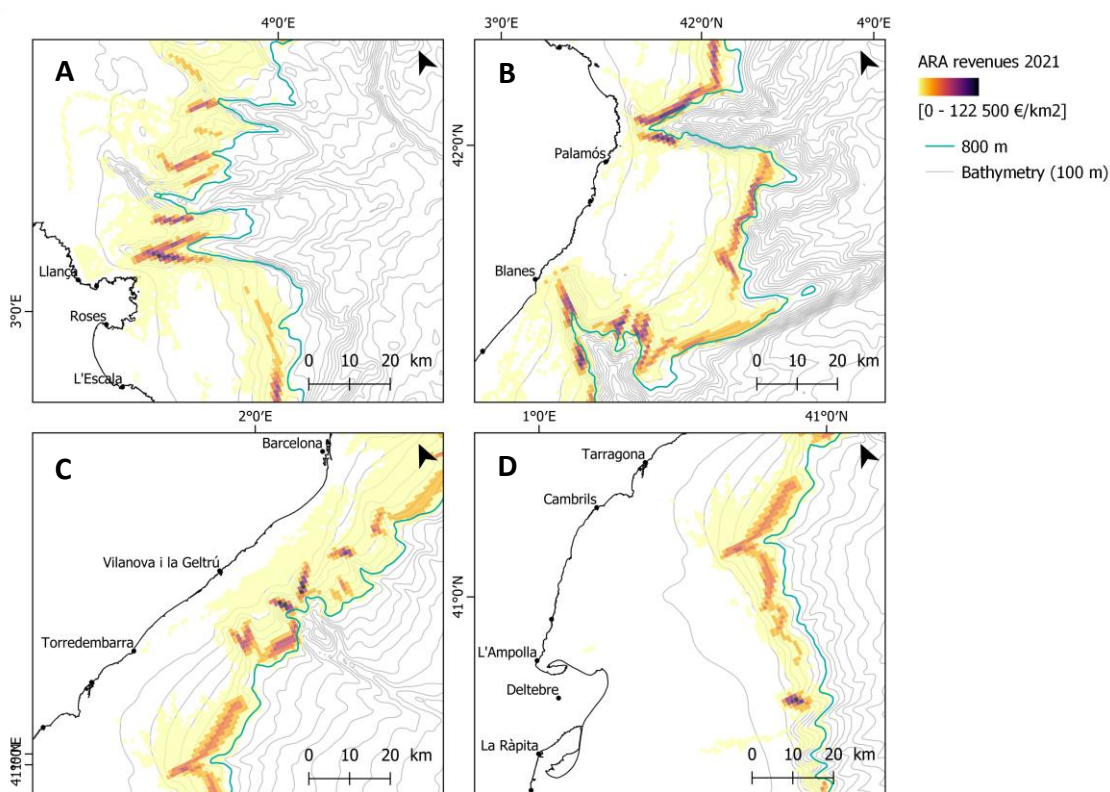 4°0'E
3°0'E
42°0'N
4°0'E
A
B
ARA revenues 2021
[0 - 122 500 €/km2]
800 m
Bathymetry (100 m)
42°0'N
Palamós
Llançà
Blanes
3°0'E
Roses
L'Escala
0 10 20 km
0 10 20 km
2°0'E
1°0'E
41°0'N
Barcelona
C
D
Tarragona
Cambrils
Vilanova i la Geltrú
41°0'N
Torredembarra
L'Ampolla
Deltebre
La Ràpita
0 10 20 km
0 10 20 km